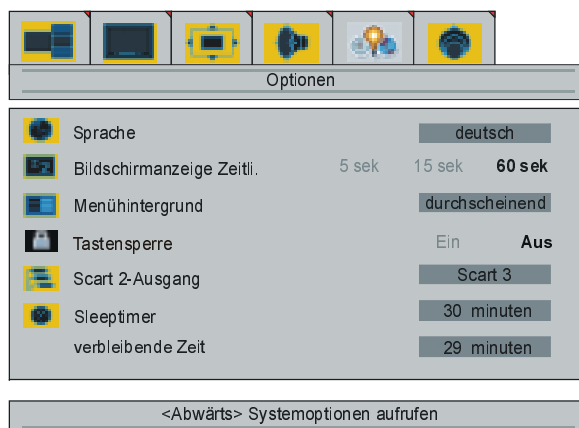 Optionen
Sprache deutsch
Bildschirmanzeige Zeitli. 5 sek 15 sek 60 sek
Menühintergrund durchscheinend
Tastensperre Ein Aus
Scart 2-Ausgang Scart 3
Sleeptimer 30 minuten
verbleibende Zeit 29 minuten
<Abwärts> Systemoptionen aufrufen